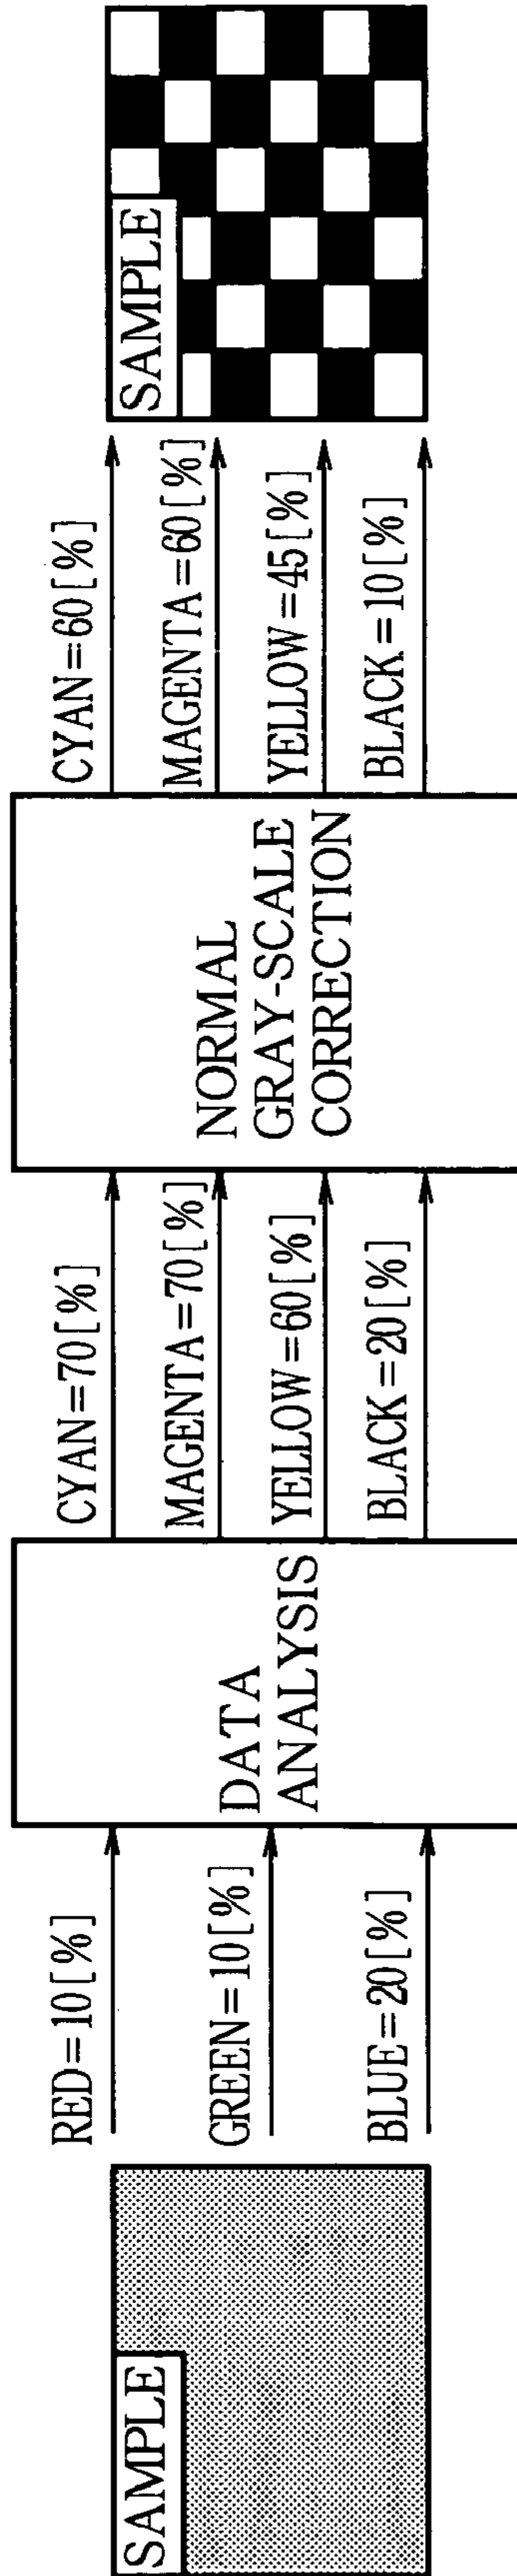 SAMPLE
RED=10[%]
GREEN=10[%]
BLUE=20[%]
DATA
ANALYSIS
CYAN=70[%]
MAGENTA=70[%]
YELLOW=60[%]
BLACK=20[%]
NORMAL
GRAY-SCALE
CORRECTION
CYAN=60[%]
MAGENTA=60[%]
YELLOW=45[%]
BLACK=10[%]
SAMPLE